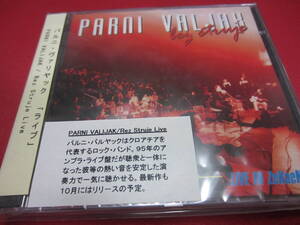 PARNI VALJAK
bez struje
パルニ・ヴァリヤック 「ライブ」
PARNI VALJAK / Bez Struje Live
PARNI VALIJAK/Rez Struje Live
パルニ・バルヤックはクロアチアを
代表するロック・バンド。95年のア
ンプラ・ライブ盤だが聴衆と一体に
なった彼等の熱い音を安定した演
奏力で一気に聴かせる。最新作も
10月にはリリースの予定。
LIVE IN